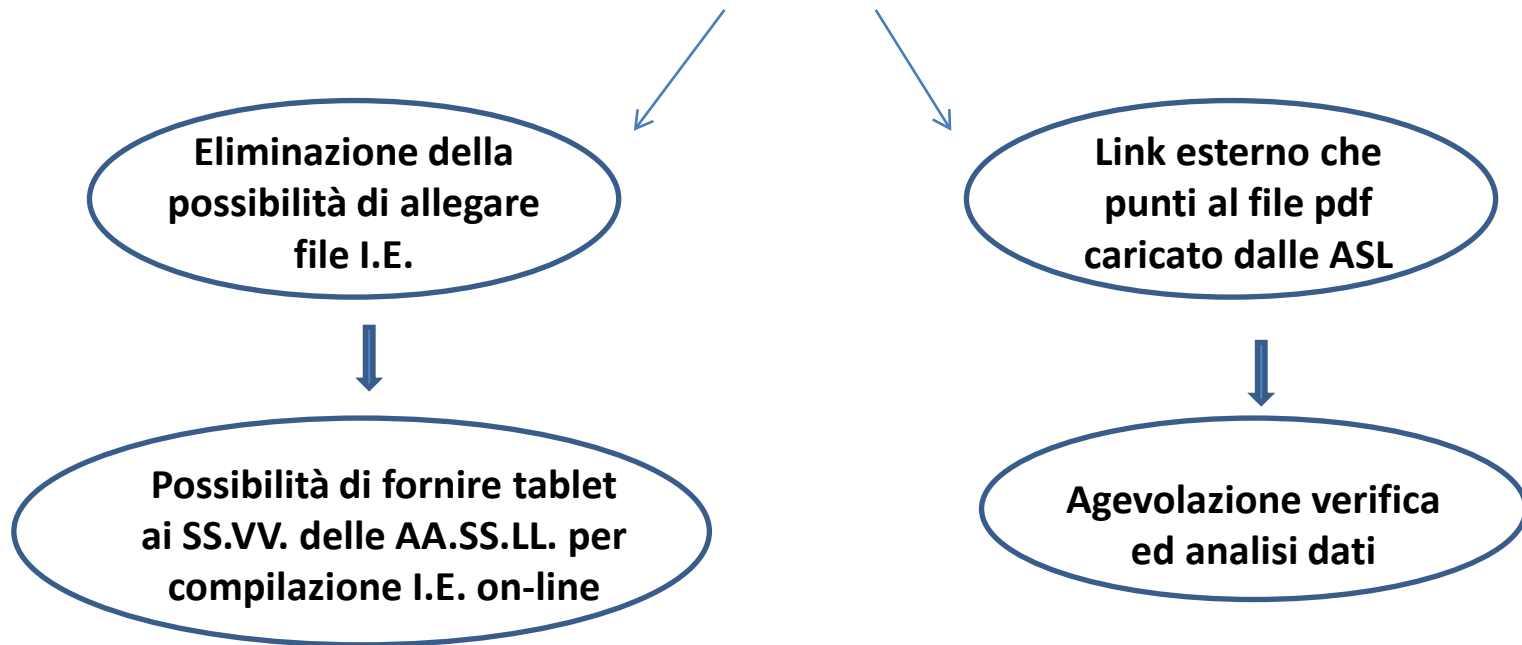 Eliminazione della
possibilità di allegare
file I.E.
Link esterno che
punti al file pdf
caricato dalle ASL
Possibilità di fornire tablet
ai SS.VV. delle AA.SS.LL. per
compilazione I.E. on-line
Agevolazione verifica
ed analisi dati